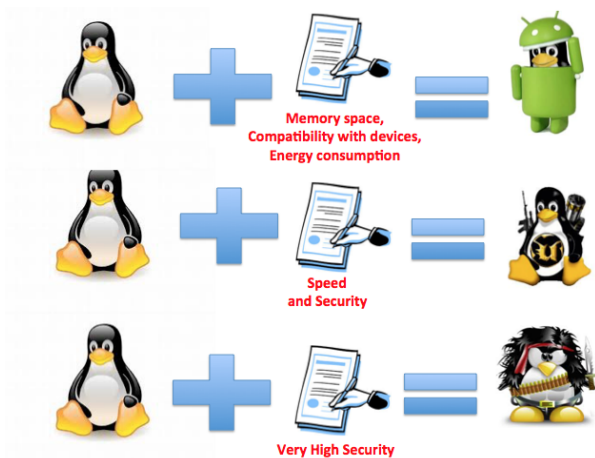 Memory space,
Compatibility with devices,
Energy consumption
Speed
and Security
Very High Security